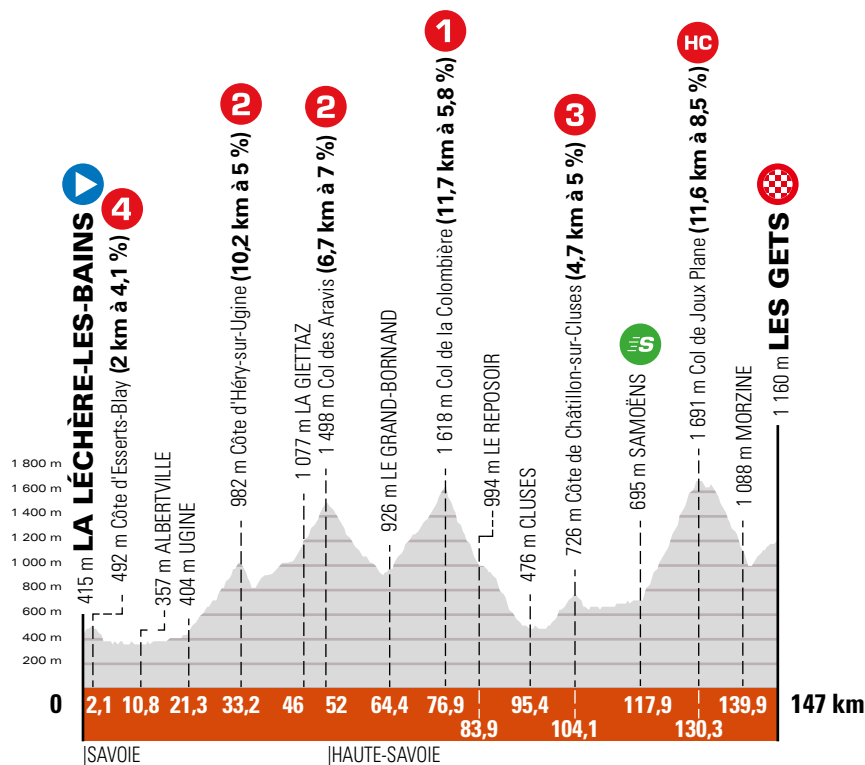 415 m LA LÉCHÈRE-LES-BAINS
4
492 m Côte d'Esserts-Blay (2 km à 4,1 %)
357 m ALBERTVILLE
404 m UGINE
2
982 m Côte d'Héry-sur-Ugine (10,2 km à 5 %)
1 077 m LA GIETTAZ
2
1 498 m Col des Aravis (6,7 km à 7 %)
926 m LE GRAND-BORNAND
1
1 618 m Col de la Colombière (11,7 km à 5,8 %)
994 m LE REPOSOIR
476 m CLUSES
3
726 m Côte de Châtillon-sur-Cluses (4,7 km à 5 %)
S
695 m SAMOËNS
HC
1 691 m Col de Joux Plane (11,6 km à 8,5 %)
1 088 m MORZINE
1 160 m LES GETS
1 800 m
1 600 m
1 400 m
1 200 m
1 000 m
800 m
600 m
400 m
200 m
0 2,1 10,8 21,3 33,2 46 52 64,4 76,9 95,4 117,9 139,9 147 km
83,9 104,1 130,3
|SAVOIE |HAUTE-SAVOIE